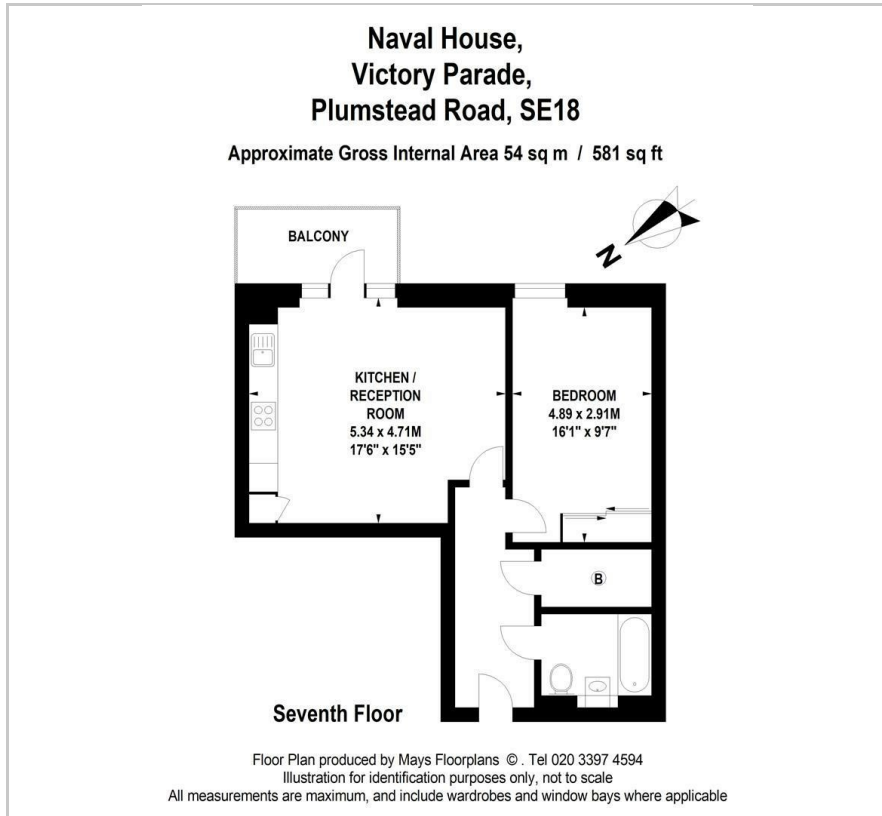 Naval House,
Victory Parade,
Plumstead Road, SE18
Approximate Gross Internal Area 54 sq m / 581 sq ft
BALCONY
N
KITCHEN /
RECEPTION
ROOM
5.34 x 4.71M
17'6" x 15'5"
BEDROOM
4.89 x 2.91M
16'1" x 9'7"
B
Seventh Floor
Floor Plan produced by Mays Floorplans © . Tel 020 3397 4594
Illustration for identification purposes only, not to scale
All measurements are maximum, and include wardrobes and window bays where applicable